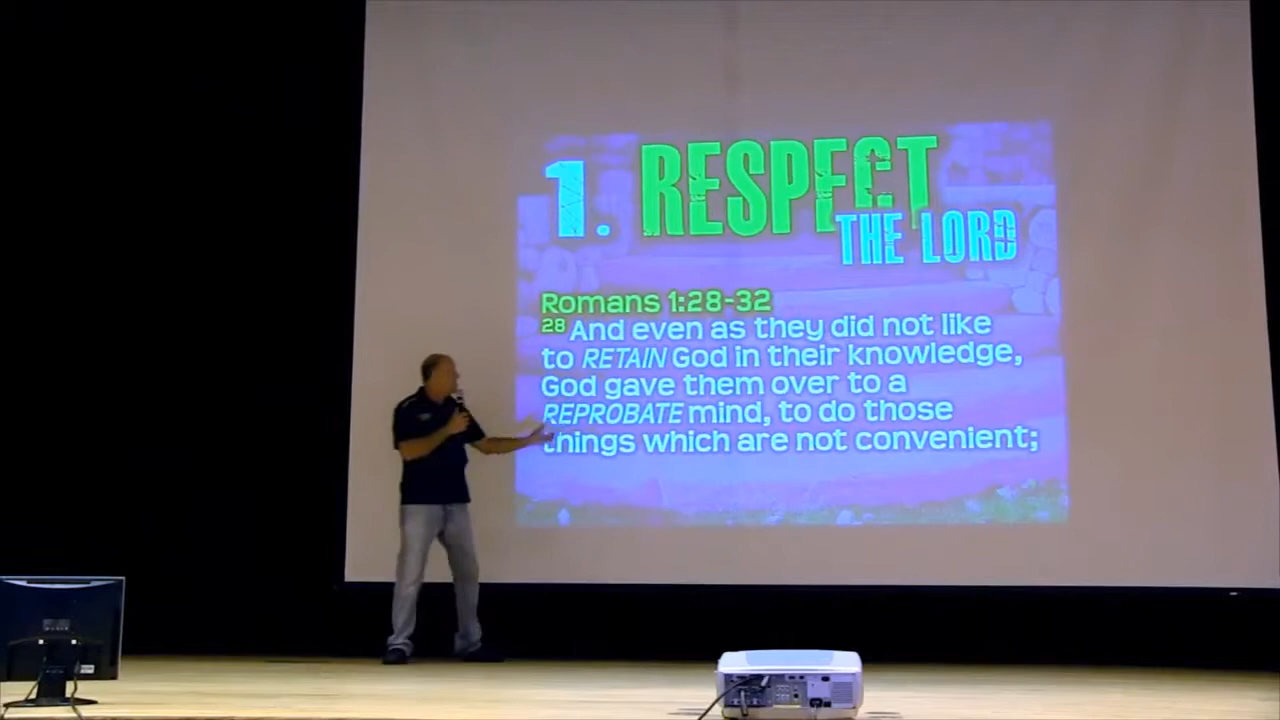 1. RESPECT
THE LORD
Romans 1:28-32
28 And even as they did not like
to RETAIN God in their knowledge,
God gave them over to a
REPROBATE mind, to do those
things which are not convenient;